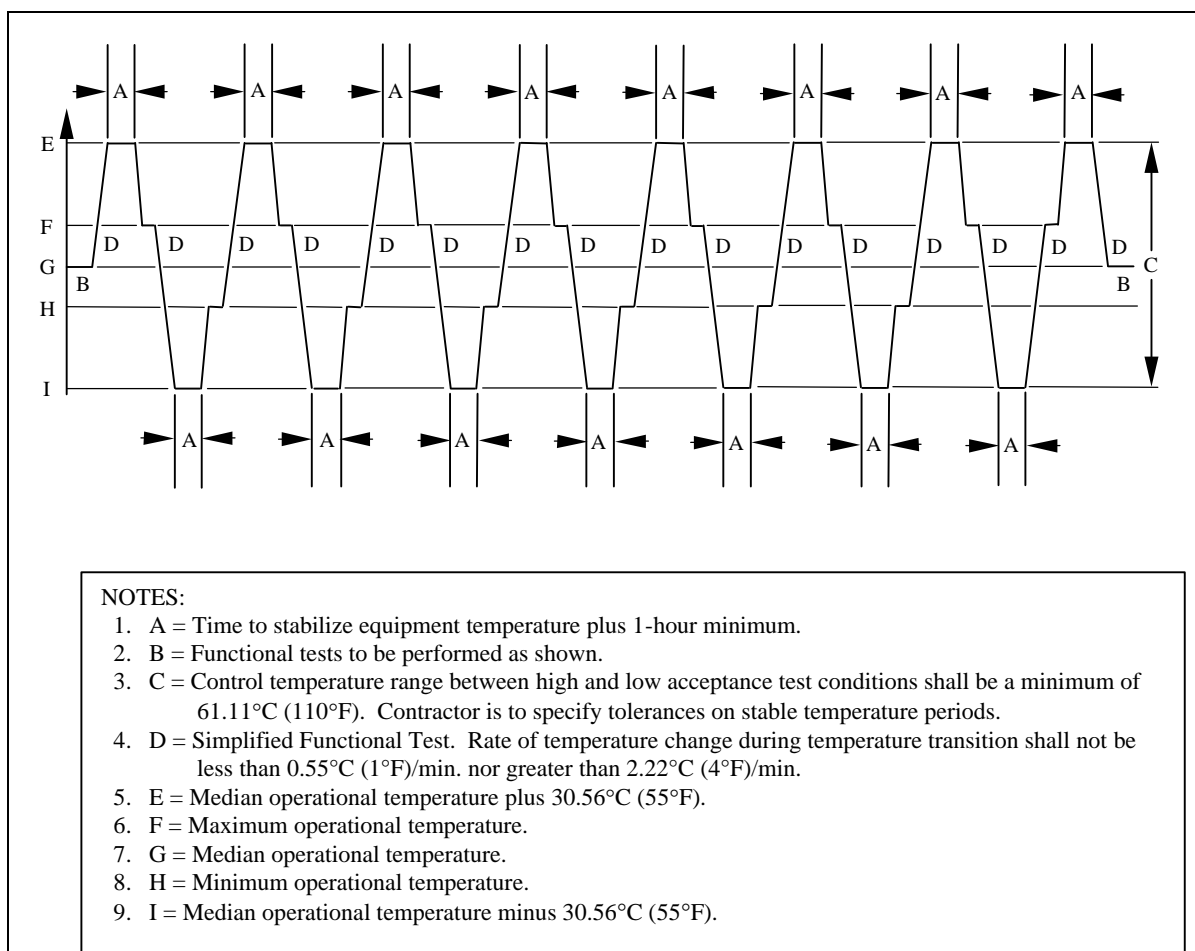 A A A A A A A A
E
F
D D D D D D D D D D D D D D D D
G C
B B
H
I
A A A A A A A
NOTES:
1. A = Time to stabilize equipment temperature plus 1-hour minimum.
2. B = Functional tests to be performed as shown.
3. C = Control temperature range between high and low acceptance test conditions shall be a minimum of
61.11°C (110°F). Contractor is to specify tolerances on stable temperature periods.
4. D = Simplified Functional Test. Rate of temperature change during temperature transition shall not be
less than 0.55°C (1°F)/min. nor greater than 2.22°C (4°F)/min.
5. E = Median operational temperature plus 30.56°C (55°F).
6. F = Maximum operational temperature.
7. G = Median operational temperature.
8. H = Minimum operational temperature.
9. I = Median operational temperature minus 30.56°C (55°F).